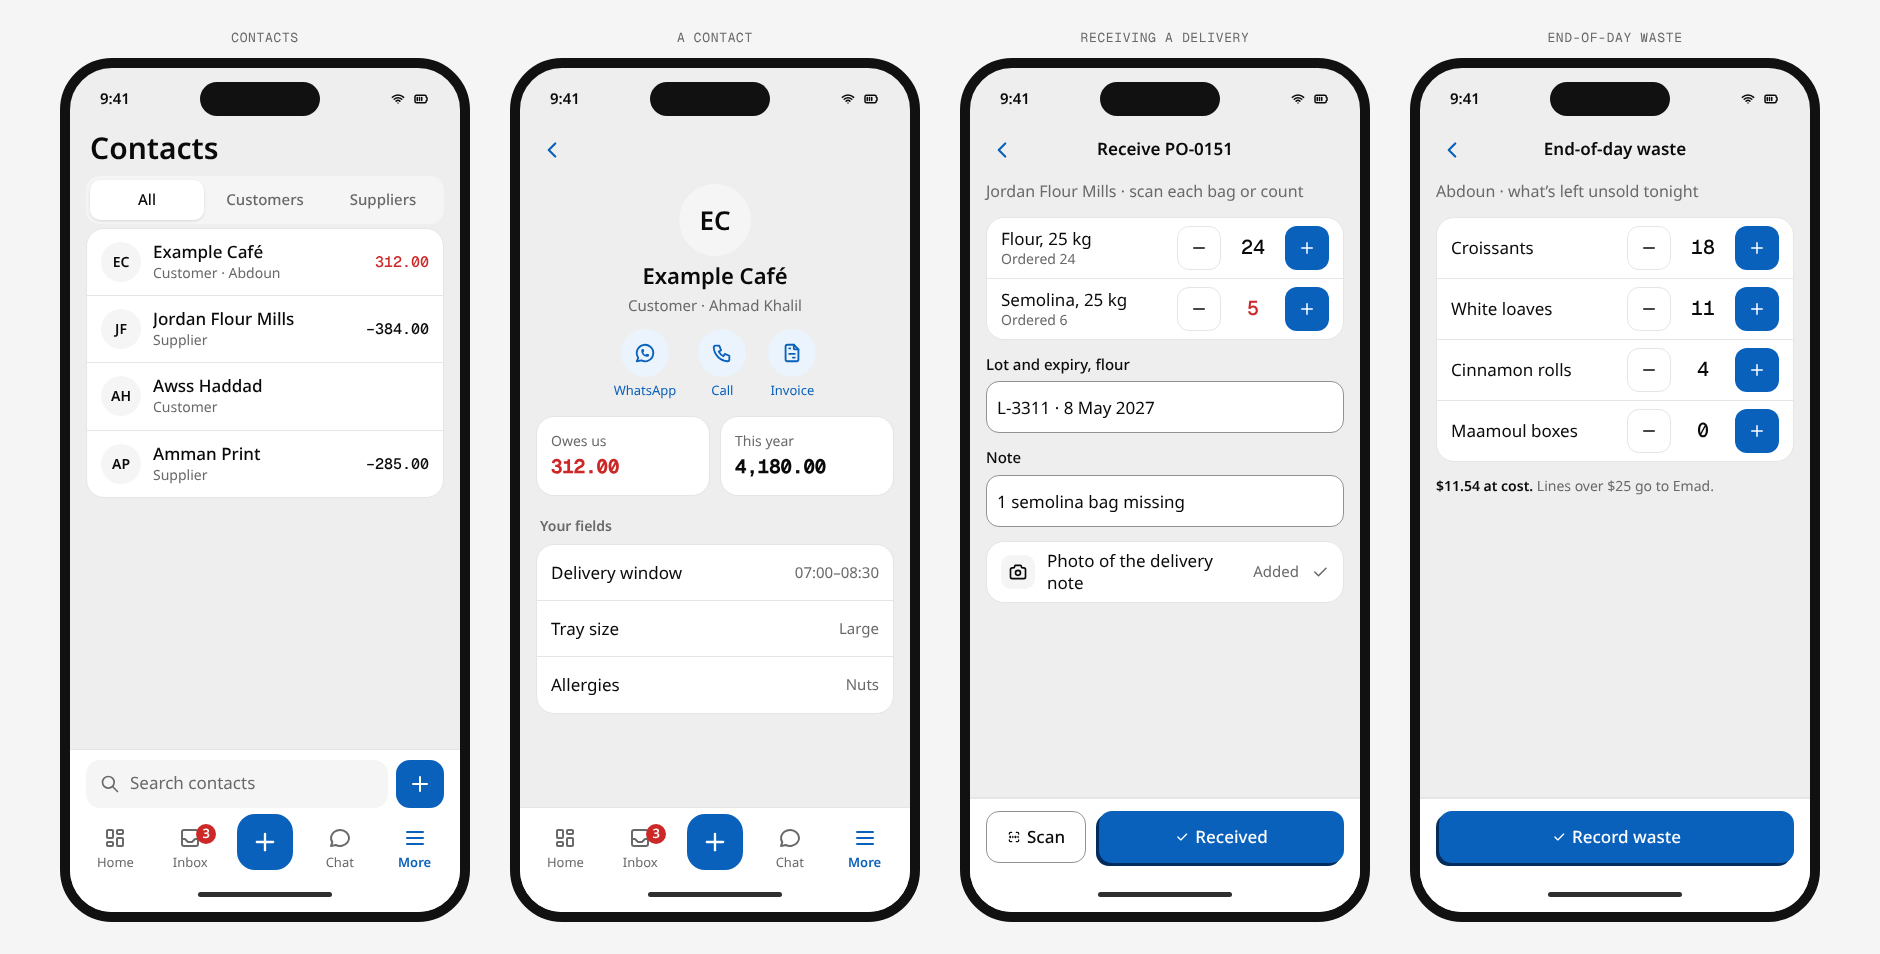 CONTACTS
9:41
Contacts
All
Customers
Suppliers
EC
Example Café
Customer · Abdoun
312.00
JF
Jordan Flour Mills
Supplier
−384.00
AH
Awss Haddad
Customer
AP
Amman Print
Supplier
−285.00
Search contacts
Home
3
Inbox
Chat
More
A CONTACT
9:41
EC
Example Café
Customer · Ahmad Khalil
WhatsApp
Call
Invoice
Owes us
312.00
This year
4,180.00
Your fields
Delivery window
07:00–08:30
Tray size
Large
Allergies
Nuts
Home
3
Inbox
Chat
More
RECEIVING A DELIVERY
9:41
Receive PO-0151
Jordan Flour Mills · scan each bag or count
Flour, 25 kg
Ordered 24
24
Semolina, 25 kg
Ordered 6
5
Lot and expiry, flour
L-3311 · 8 May 2027
Note
1 semolina bag missing
Photo of the delivery
note
Added
Scan
Received
END-OF-DAY WASTE
9:41
End-of-day waste
Abdoun · what’s left unsold tonight
Croissants
18
White loaves
11
Cinnamon rolls
4
Maamoul boxes
0
$11.54 at cost. Lines over $25 go to Emad.
Record waste